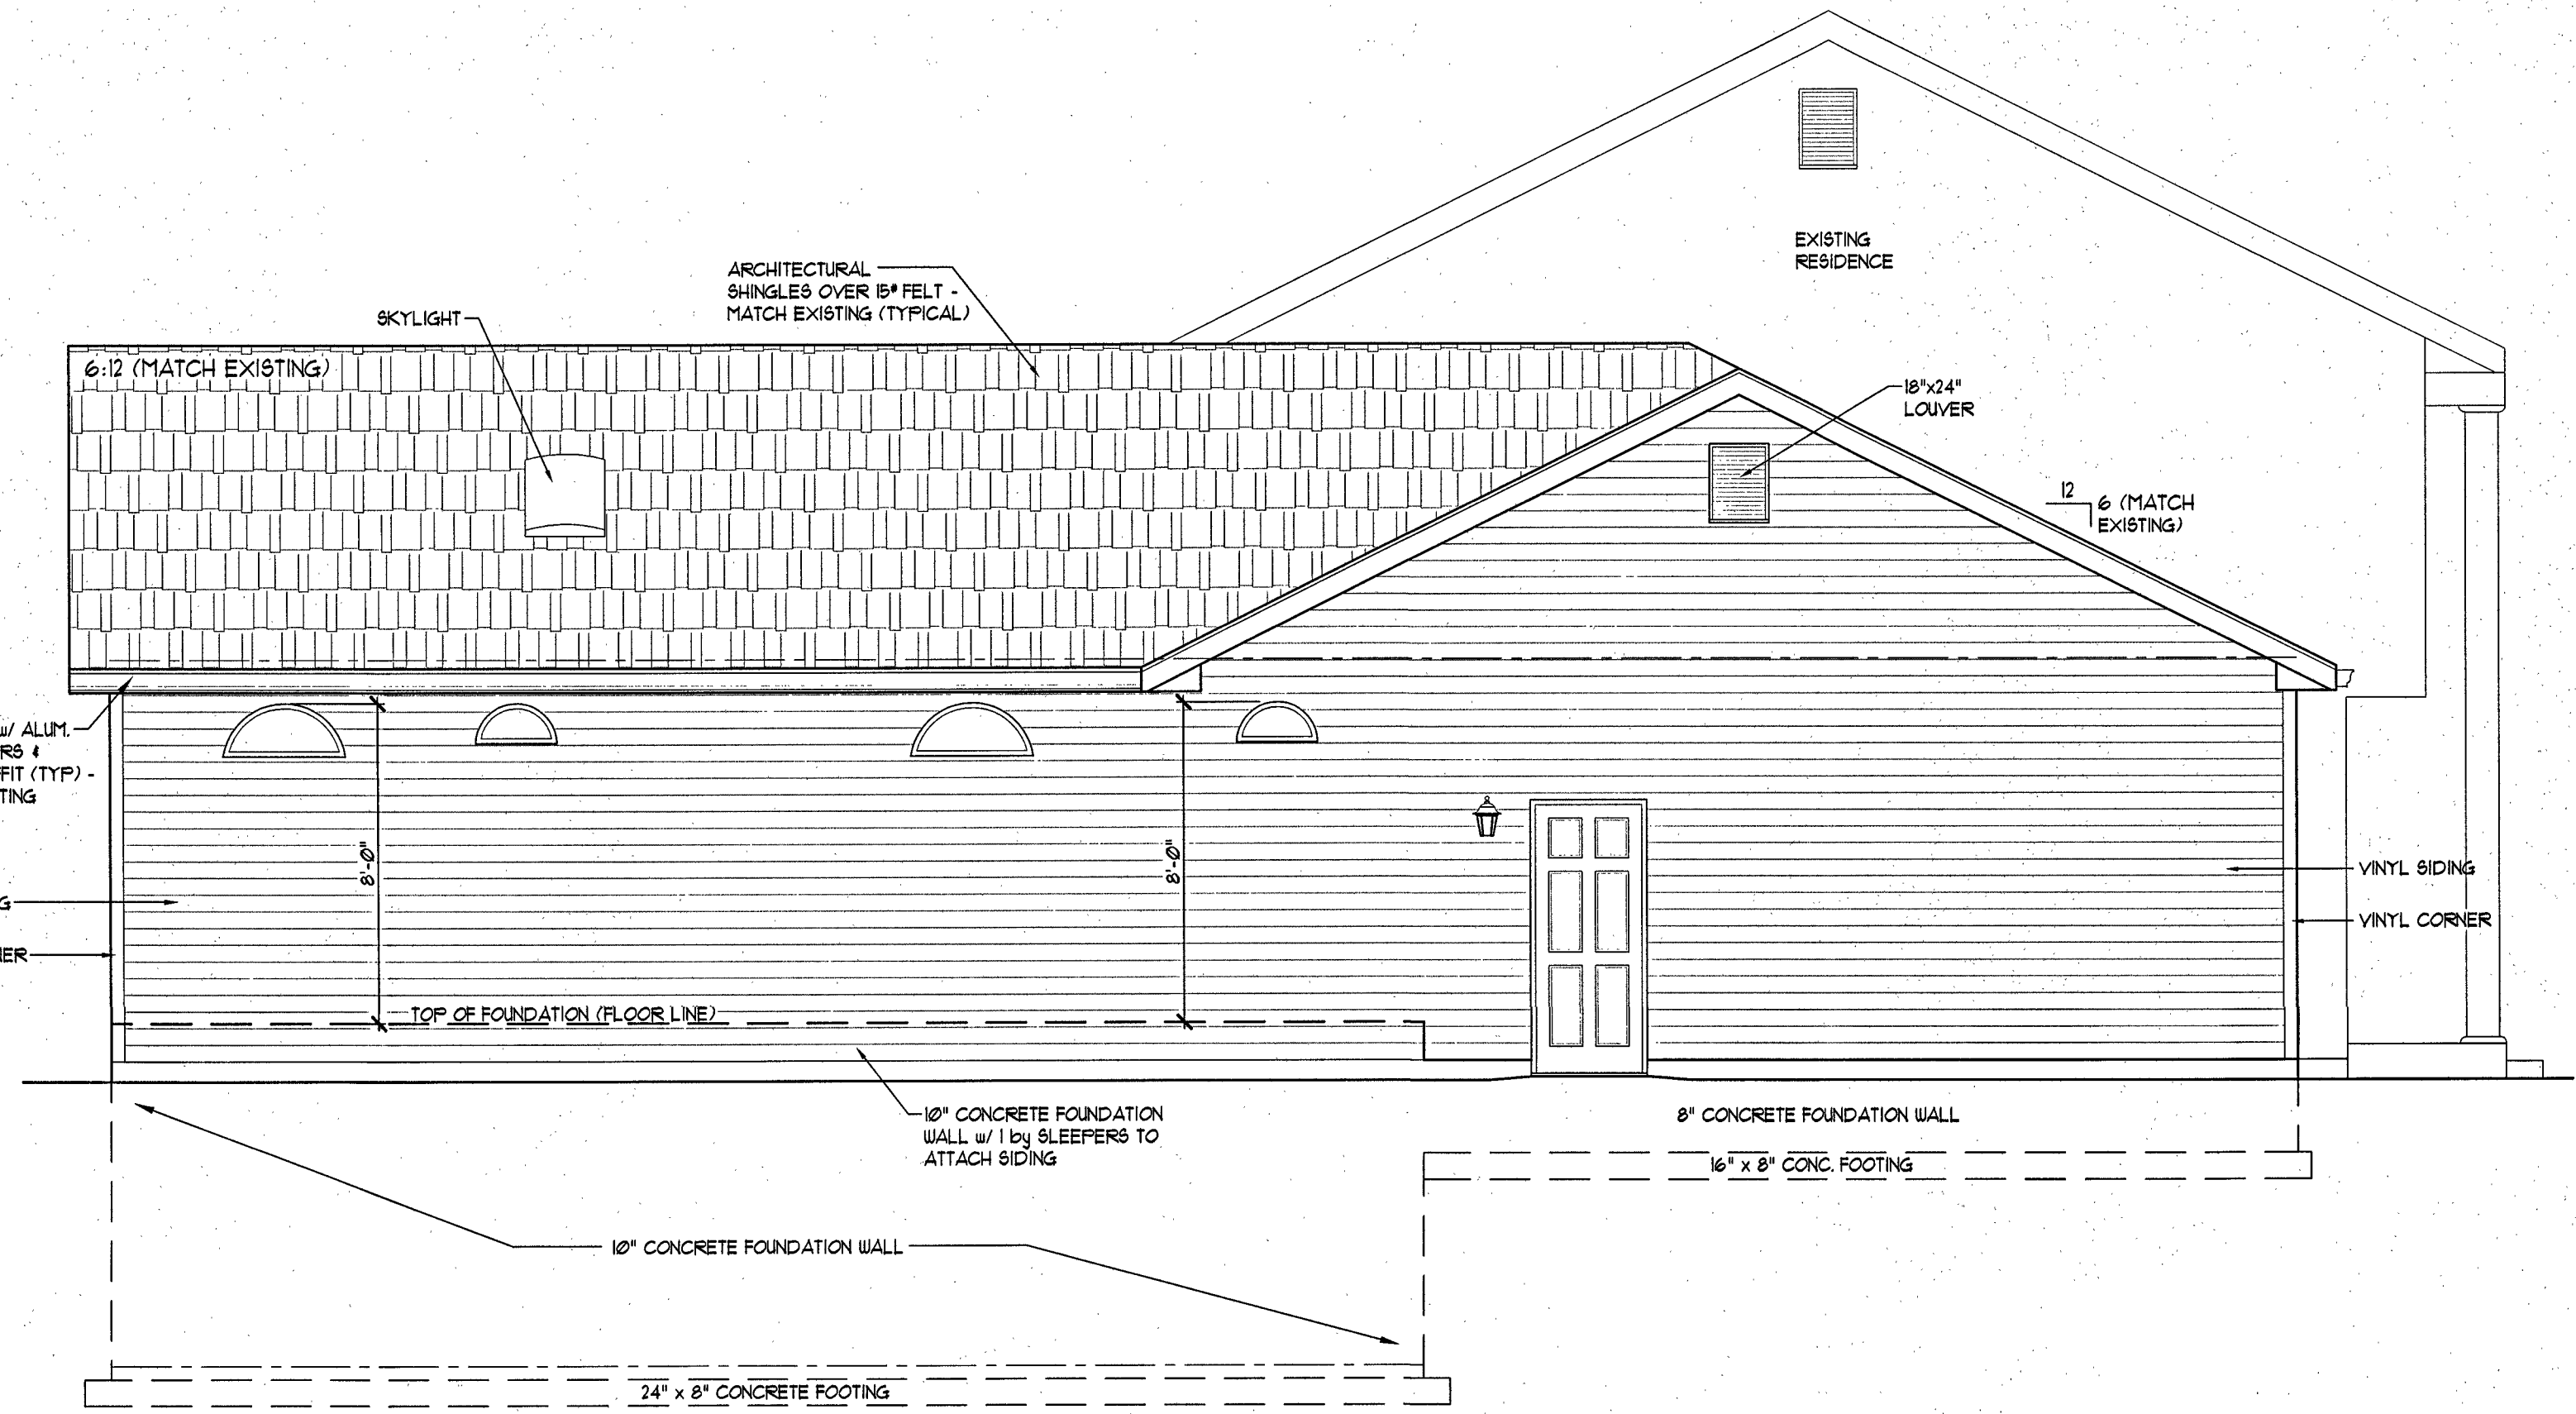 EXISTING
RESIDENCE
ARCHITECTURAL
SHINGLES OVER 15# FELT -
MATCH EXISTING (TYPICAL)
SKYLIGHT
6:12 (MATCH EXISTING)
18"x24"
LOUVER
12
6 (MATCH
EXISTING)
w/ ALUM.
RS &
FIT (TYP) -
TING
8'-0"
8'-0"
G
NER
VINYL SIDING
VINYL CORNER
TOP OF FOUNDATION (FLOOR LINE)
10" CONCRETE FOUNDATION
WALL w/ 1 by SLEEPERS TO
ATTACH SIDING
8" CONCRETE FOUNDATION WALL
16" x 8" CONC. FOOTING
10" CONCRETE FOUNDATION WALL
24" x 8" CONCRETE FOOTING